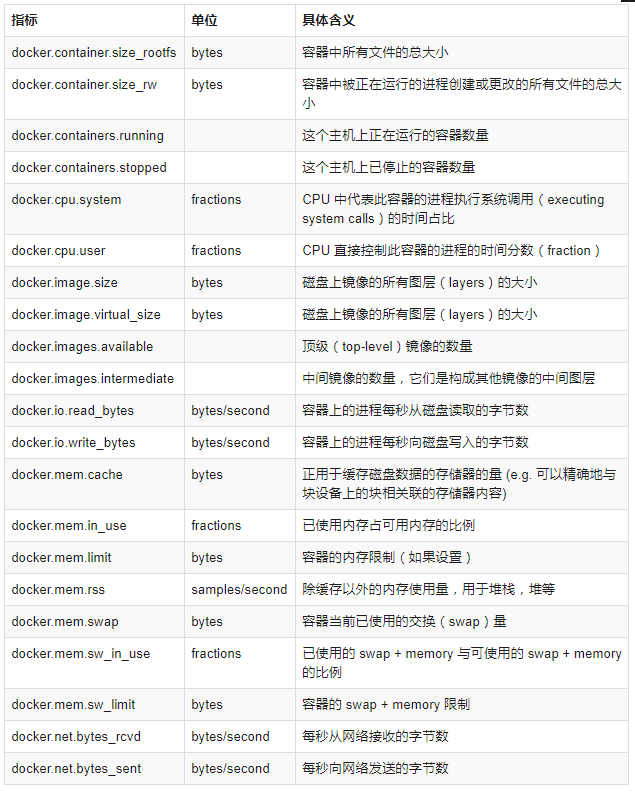 指标 单位 具体含义
docker.container.size_rootfs bytes 容器中所有文件的总大小
docker.container.size_rw bytes 容器中被正在运行的进程创建或更改的所有文件的总大
小
docker.containers.running 这个主机上正在运行的容器数量
docker.containers.stopped 这个主机上已停止的容器数量
docker.cpu.system fractions CPU 中代表此容器的进程执行系统调用（executing
system calls）的时间占比
docker.cpu.user fractions CPU 直接控制此容器的进程的时间分数（fraction）
docker.image.size bytes 磁盘上镜像的所有图层（layers）的大小
docker.image.virtual_size bytes 磁盘上镜像的所有图层（layers）的大小
docker.images.available 顶级（top-level）镜像的数量
docker.images.intermediate 中间镜像的数量，它们是构成其他镜像的中间图层
docker.io.read_bytes bytes/second 容器上的进程每秒从磁盘读取的字节数
docker.io.write_bytes bytes/second 容器上的进程每秒向磁盘写入的字节数
docker.mem.cache bytes 正用于缓存磁盘数据的存储器的量 (e.g. 可以精确地与
块设备上的块相关联的存储器内容)
docker.mem.in_use fractions 已使用内存占可用内存的比例
docker.mem.limit bytes 容器的内存限制（如果设置）
docker.mem.rss samples/second 除缓存以外的内存使用量，用于堆栈，堆等
docker.mem.swap bytes 容器当前已使用的交换（swap）量
docker.mem.sw_in_use fractions 已使用的 swap + memory 与可使用的 swap + memory
的比例
docker.mem.sw_limit bytes 容器的 swap + memory 限制
docker.net.bytes_rcvd bytes/second 每秒从网络接收的字节数
docker.net.bytes_sent bytes/second 每秒向网络发送的字节数